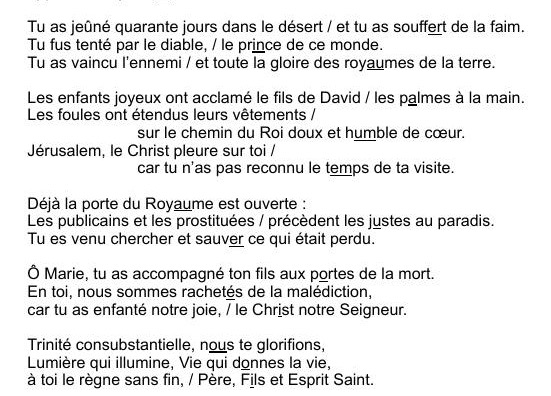 Tu as jeûné quarante jours dans le désert / et tu as souffert de la faim.
Tu fus tenté par le diable, / le prince de ce monde.
Tu as vaincu l'ennemi / et toute la gloire des royaumes de la terre.
Les enfants joyeux ont acclamé le fils de David / les palmes à la main.
Les foules ont étendus leurs vêtements /
sur le chemin du Roi doux et humble de cœur.
Jérusalem, le Christ pleure sur toi /
car tu n'as pas reconnu le temps de ta visite.
Déjà la porte du Royaume est ouverte :
Les publicains et les prostituées / précèdent les justes au paradis.
Tu es venu chercher et sauver ce qui était perdu.
Ô Marie, tu as accompagné ton fils aux portes de la mort.
En toi, nous sommes rachetés de la malédiction,
car tu as enfanté notre joie, / le Christ notre Seigneur.
Trinité consubstantielle, nous te glorifions,
Lumière qui illumine, Vie qui donnes la vie,
à toi le règne sans fin, / Père, Fils et Esprit Saint.